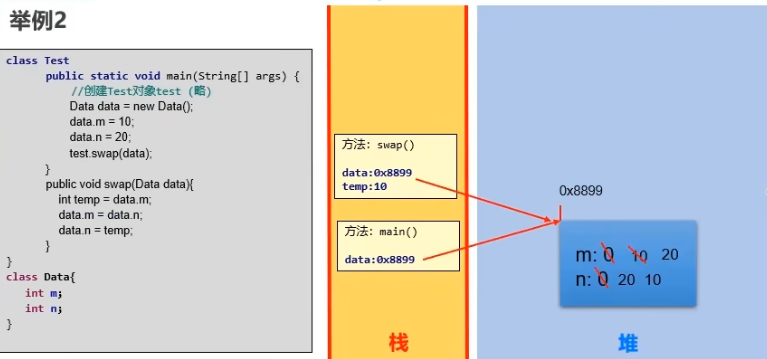 举例2
class Test
public static void main(String[] args) {
//创建Test对象test (略)
Data data = new Data();
data.m = 10;
data.n = 20;
test.swap(data);
}
public void swap(Data data){
int temp = data.m;
data.m = data.n;
data.n = temp;
}
}
class Data{
int m;
int n;
}
方法: swap()
data:0x8899
temp:10
方法: main()
data:0x8899
栈
0x8899
m: 0 10 20
n: 0 20 10
堆